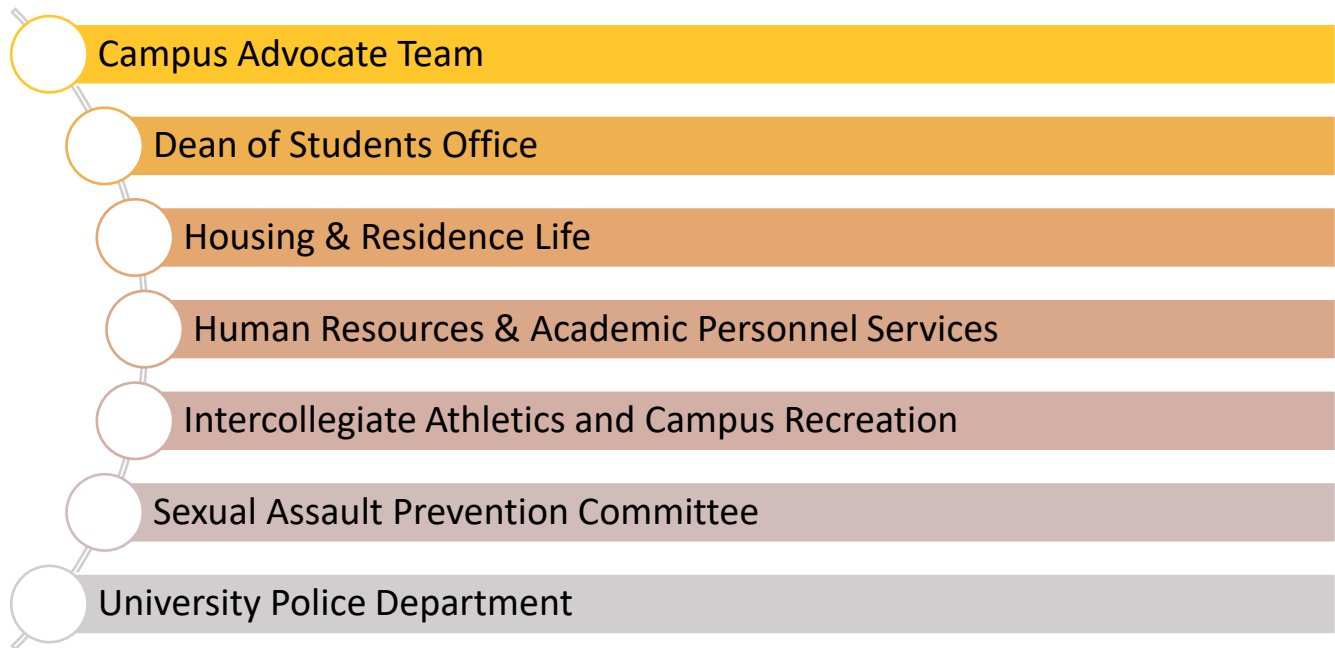 Campus Advocate Team
Dean of Students Office
Housing & Residence Life
Human Resources & Academic Personnel Services
Intercollegiate Athletics and Campus Recreation
Sexual Assault Prevention Committee
University Police Department